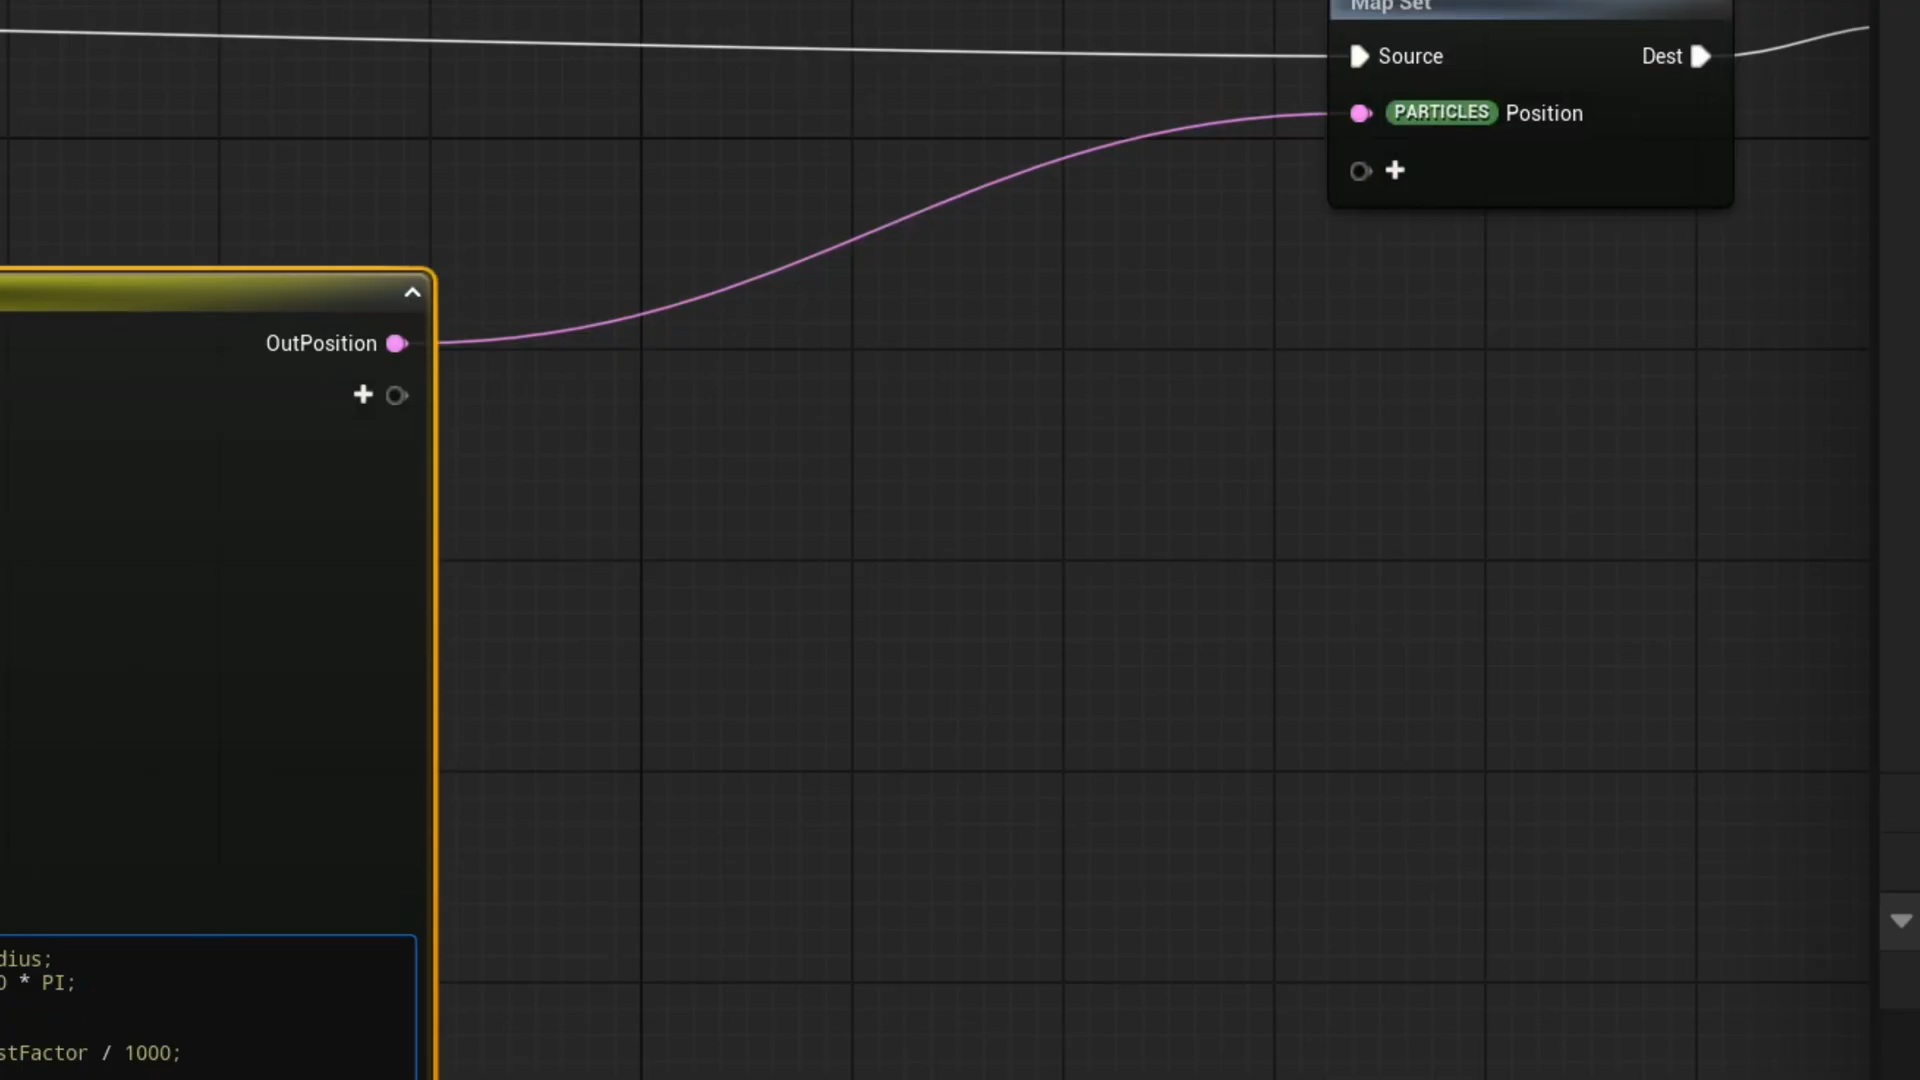 Map Set
Source
Dest
PARTICLES Position
OutPosition
dius;
* PI;
stFactor / 1000;